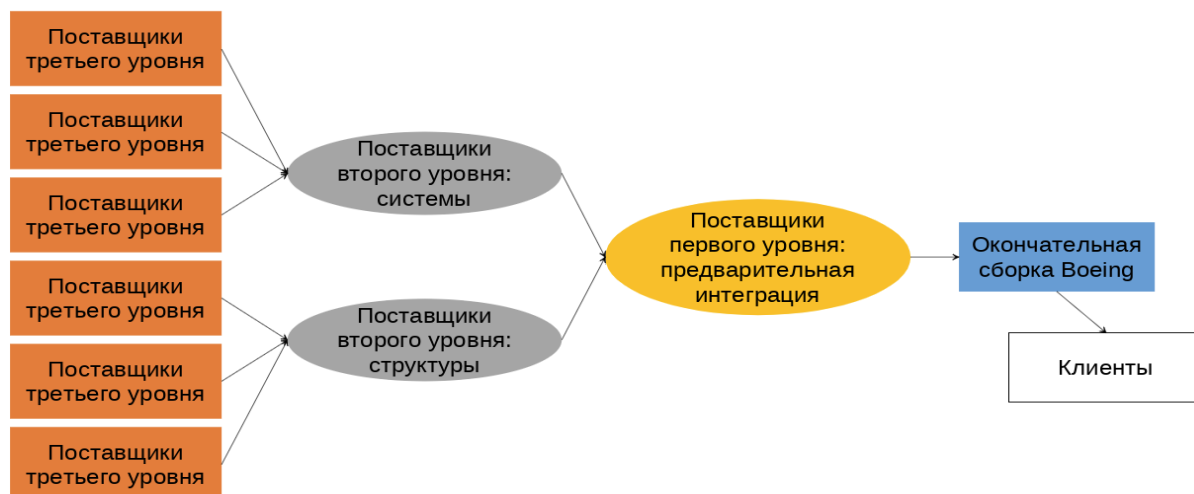 Поставщики
третьего уровня
Поставщики
третьего уровня
Поставщики
третьего уровня
Поставщики
третьего уровня
Поставщики
третьего уровня
Поставщики
третьего уровня
Поставщики
второго уровня:
системы
Поставщики
второго уровня:
структуры
Поставщики
первого уровня:
предварительная
интеграция
Окончательная
сборка Boeing
Клиенты